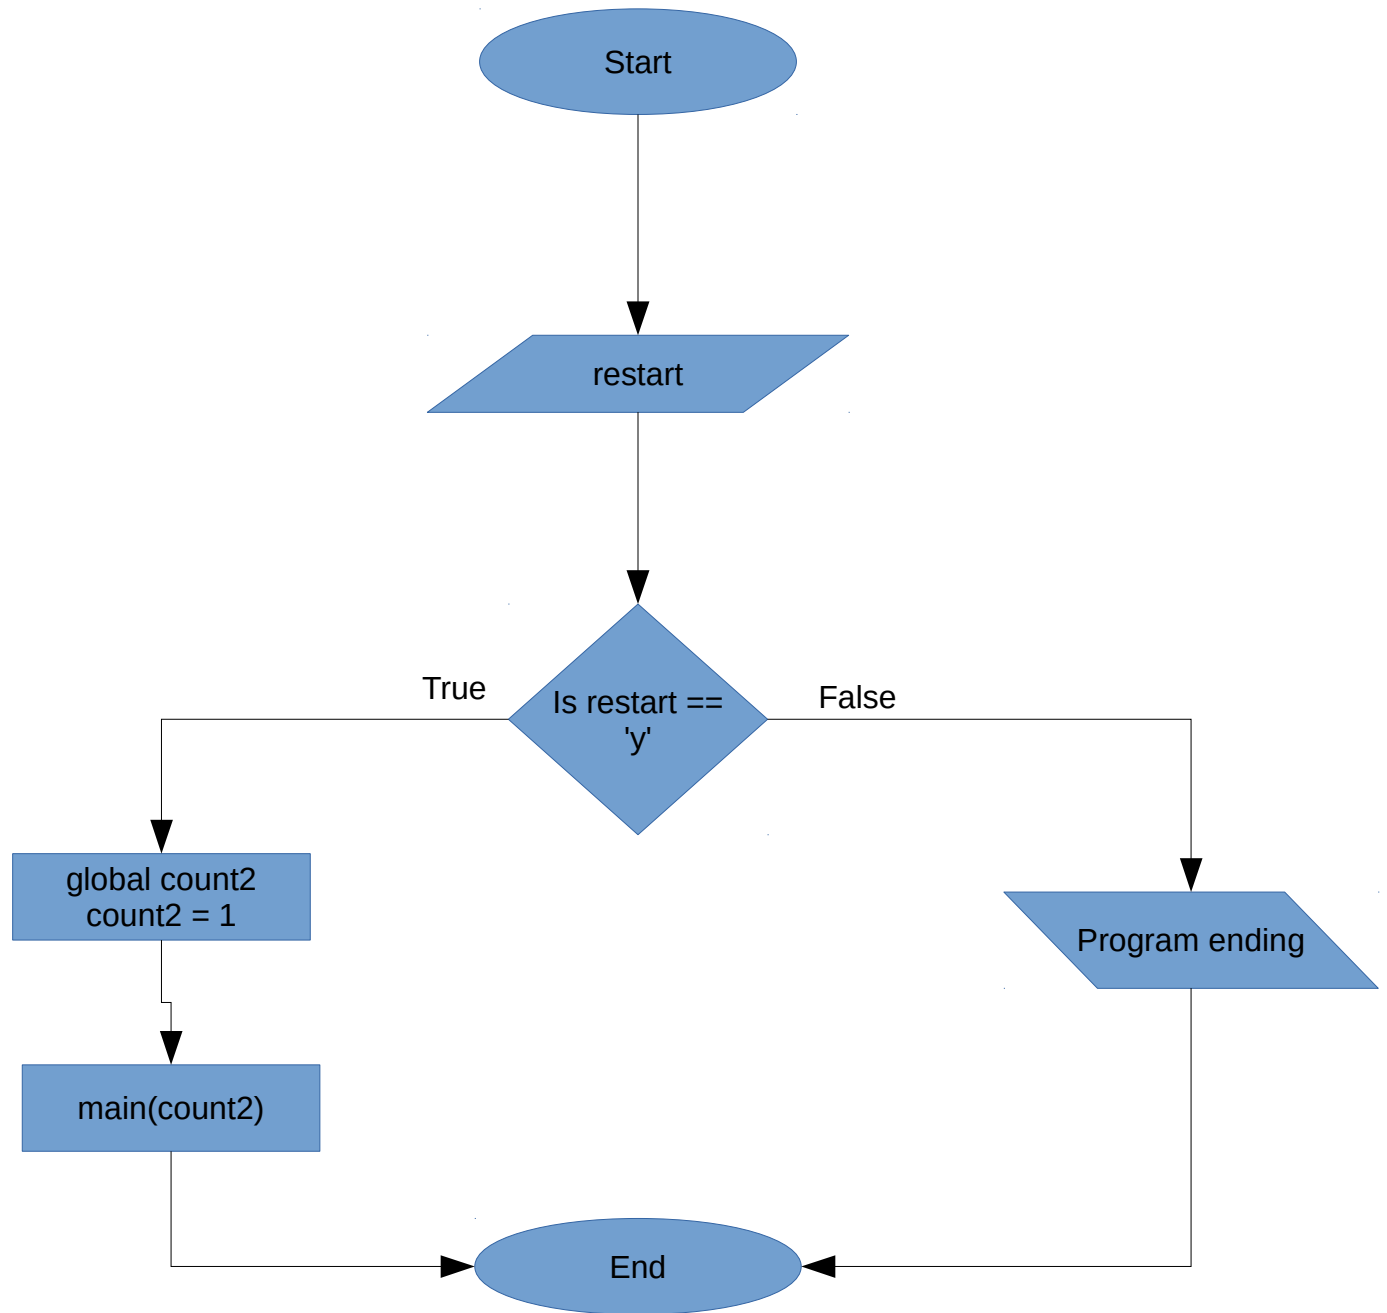 Start
restart
True
Is restart ==
'y'
False
global count2
count2 = 1
Program ending
main(count2)
End